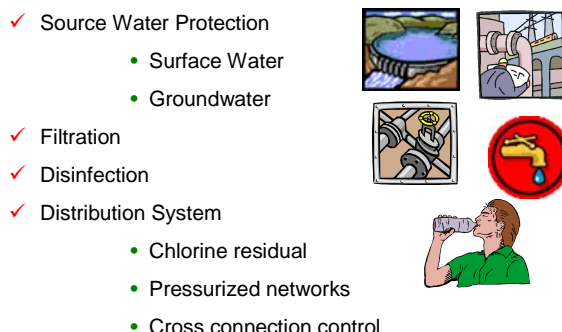 ✓ Source Water Protection
• Surface Water
• Groundwater
✓ Filtration
✓ Disinfection
✓ Distribution System
• Chlorine residual
• Pressurized networks
• Cross connection control